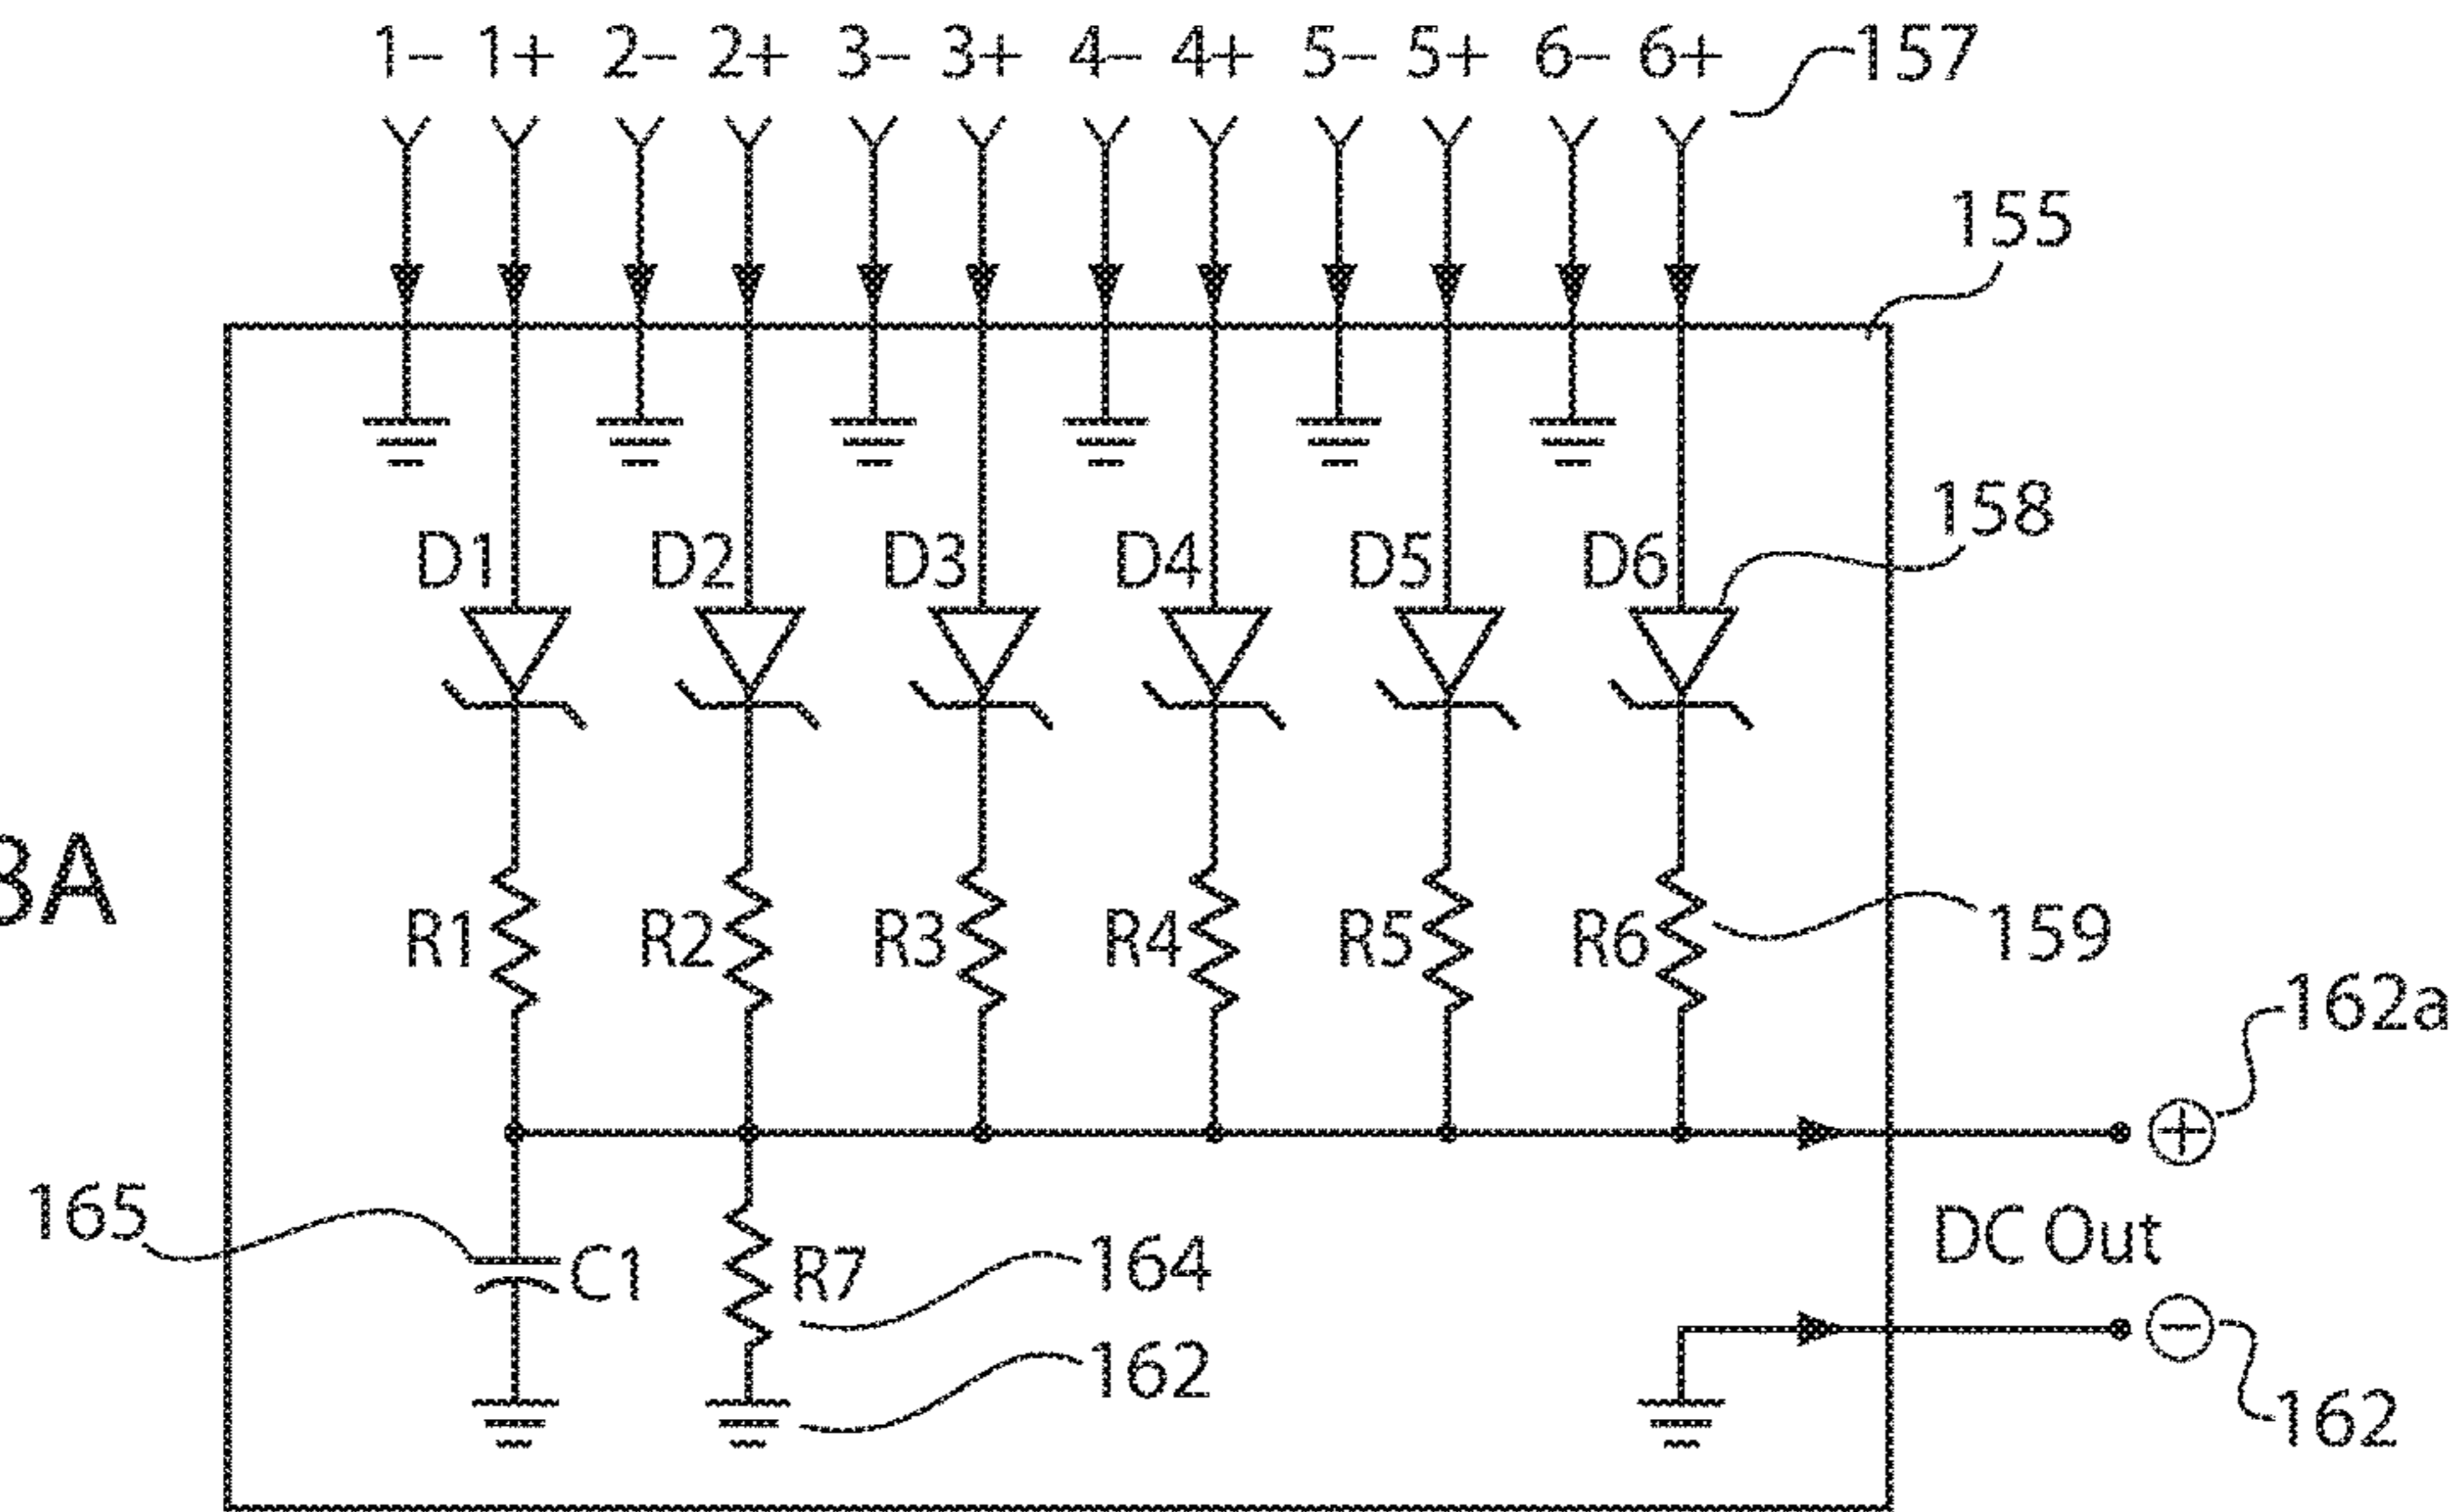 1– 1+ 2– 2+ 3– 3+ 4– 4+ 5– 5+ 6– 6+ 157
155
158
D1 D2 D3 D4 D5 D6
3A
R1 R2 R3 R4 R5 R6 159
162a
+
165
C1 R7 164
DC Out
162
–
162